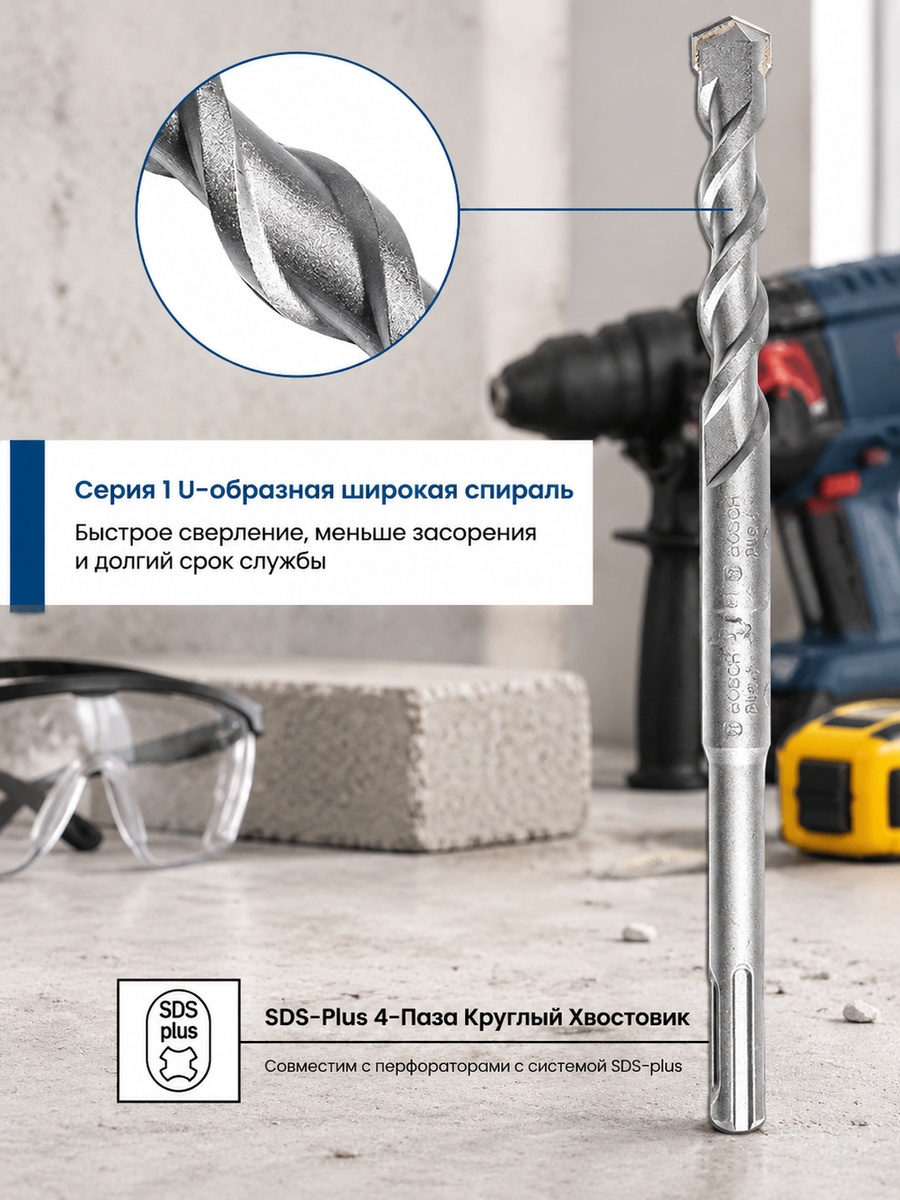 Серия 1 U-образная широкая спираль
Быстрое сверление, меньше засорения
и долгий срок службы
BOSCH
BOSCH
SDS
plus
SDS-Plus 4-Паза Круглый Хвостовик
Совместим с перфораторами с системой SDS-plus